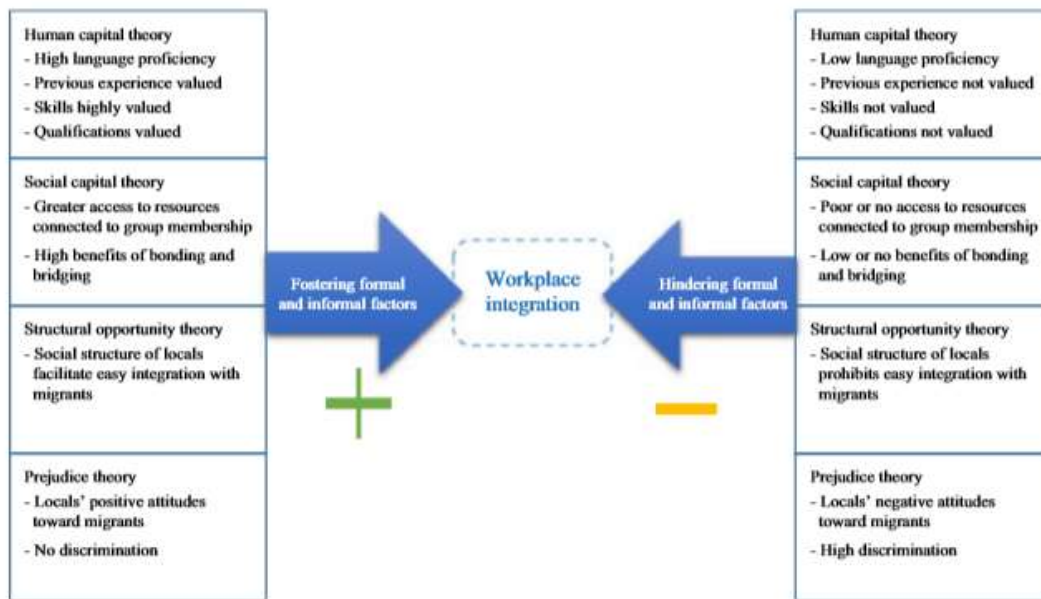 Human capital theory
- High language proficiency
- Previous experience valued
- Skills highly valued
- Qualifications valued
Social capital theory
- Greater access to resources
connected to group membership
- High benefits of bonding and
bridging
Structural opportunity theory
- Social structure of locals
facilitate easy integration with
migrants
Prejudice theory
- Locals' positive attitudes
toward migrants
- No discrimination
Fostering formal
and informal factors
Workplace
integration
Hindering formal
and informal factors
Human capital theory
- Low language proficiency
- Previous experience not valued
- Skills not valued
- Qualifications not valued
Social capital theory
- Poor or no access to resources
connected to group membership
- Low or no benefits of bonding
and bridging
Structural opportunity theory
- Social structure of locals
prohibits easy integration with
migrants
Prejudice theory
- Locals' negative attitudes
toward migrants
- High discrimination